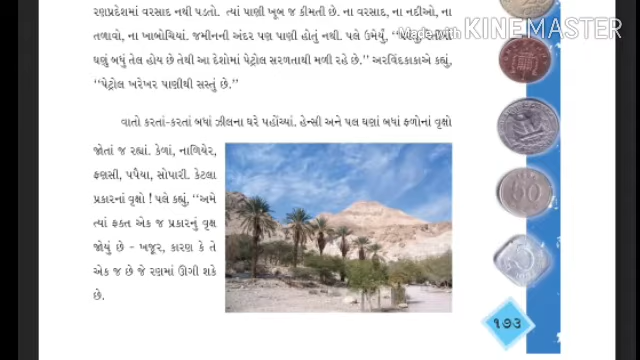 રણપ્રદેશમાં વરસાદ નથી પડતો. ત્યાં પાણી ખૂબ જ કીમતી છે. ના વરસાદ, ના નદીઓ, ના
Made with KINEMASTER
તળાવો, ના ખાબોચિયાં. જમીનની અંદર પણ પાણી હોતું નથી. પલે ઉમેર્યું,
ઘણું બધું તેલ હોય છે તેથી આ દેશોમાં પેટ્રોલ સરળતાથી મળી રહે છે.” અરવિંદકાકાએ કહ્યું,
“પેટ્રોલ ખરેખર પાણીથી સસ્તું છે.”
વાતો કરતાં-કરતાં બધાં ઝીલના ઘરે પહોંચ્યાં. હેન્સી અને પલ ઘણાં બધાં ફળોનાં વૃક્ષો
જોતાં જ રહ્યાં. કેળાં, નાળિયેર,
ફણસી, પપૈયા, સોપારી. કેટલા
પ્રકારનાં વૃક્ષો ! પલે કહ્યું, “અમે
ત્યાં ફક્ત એક જ પ્રકારનું વૃક્ષ
જોયું છે - ખજૂર, કારણ કે તે
એક જ છે જે રણમાં ઊગી શકે
છે.
૧૭૩